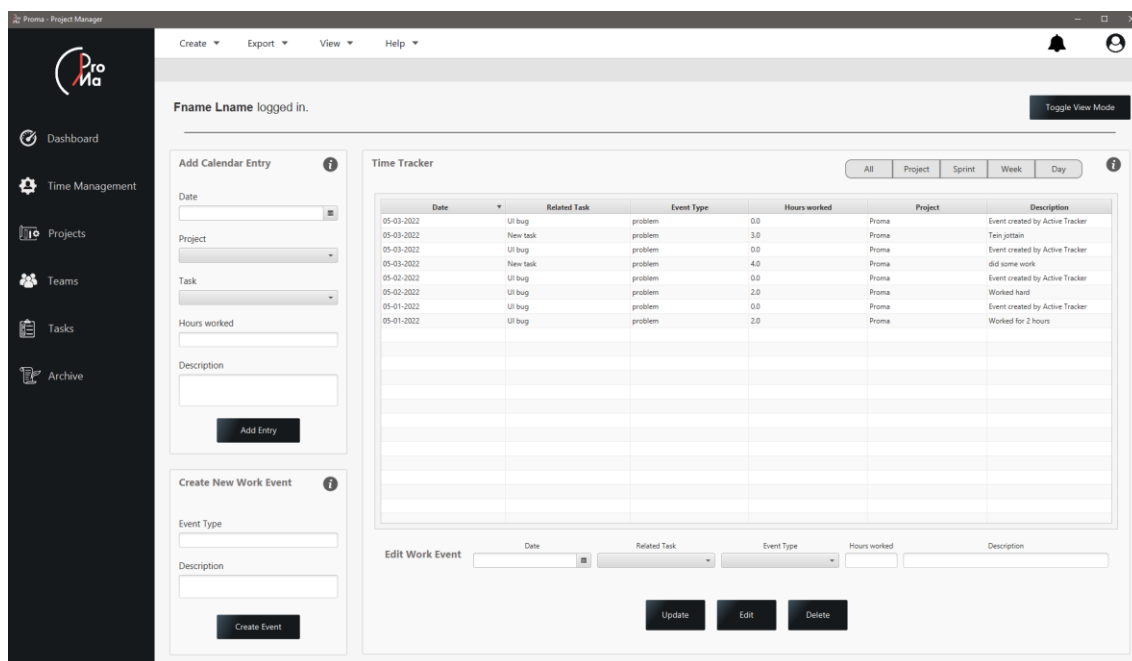 Proma - Project Manager
Pro
Ma
Create Export View Help
Fname Lname logged in.
Toggle View Mode
Dashboard
Time Management
Projects
Teams
Tasks
Archive
Add Calendar Entry
Date
Project
Task
Hours worked
Description
Add Entry
Create New Work Event
Event Type
Description
Create Event
Time Tracker
All Project Sprint Week Day
Date Related Task Event Type Hours worked Project Description
05-03-2022 UI bug problem 0.0 Proma Event created by Active Tracker
05-03-2022 New task problem 3.0 Proma Tein jottain
05-03-2022 UI bug problem 0.0 Proma Event created by Active Tracker
05-03-2022 New task problem 4.0 Proma did some work
05-02-2022 UI bug problem 0.0 Proma Event created by Active Tracker
05-02-2022 UI bug problem 2.0 Proma Worked hard
05-01-2022 UI bug problem 0.0 Proma Event created by Active Tracker
05-01-2022 UI bug problem 2.0 Proma Worked for 2 hours
Edit Work Event
Date Related Task Event Type Hours worked Description
Update Edit Delete